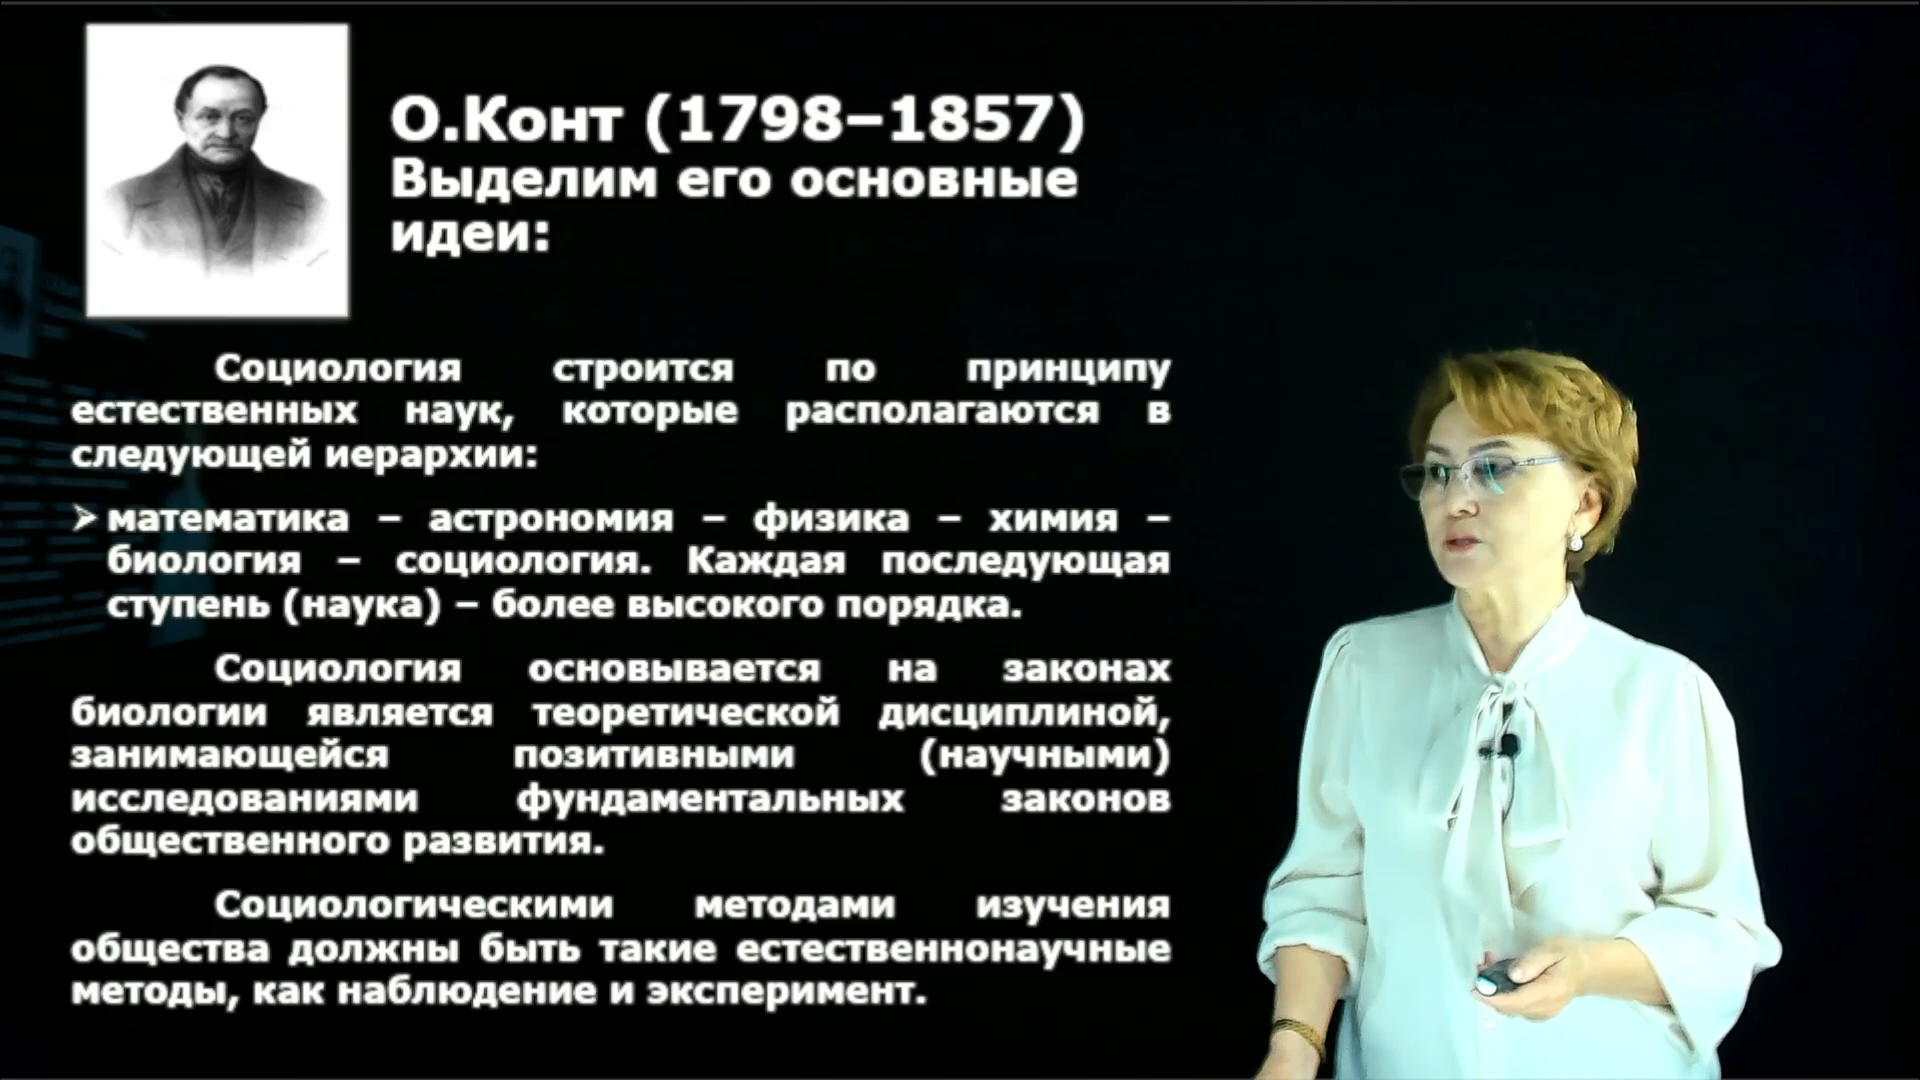 О.Конт (1798–1857)
Выделим его основные
идеи:
Социология строится по принципу
естественных наук, которые располагаются в
следующей иерархии:
математика – астрономия – физика – химия –
биология – социология. Каждая последующая
ступень (наука) – более высокого порядка.
Социология основывается на законах
биологии является теоретической дисциплиной,
занимающейся позитивными (научными)
исследованиями фундаментальных законов
общественного развития.
Социологическими методами изучения
общества должны быть такие естественнонаучные
методы, как наблюдение и эксперимент.